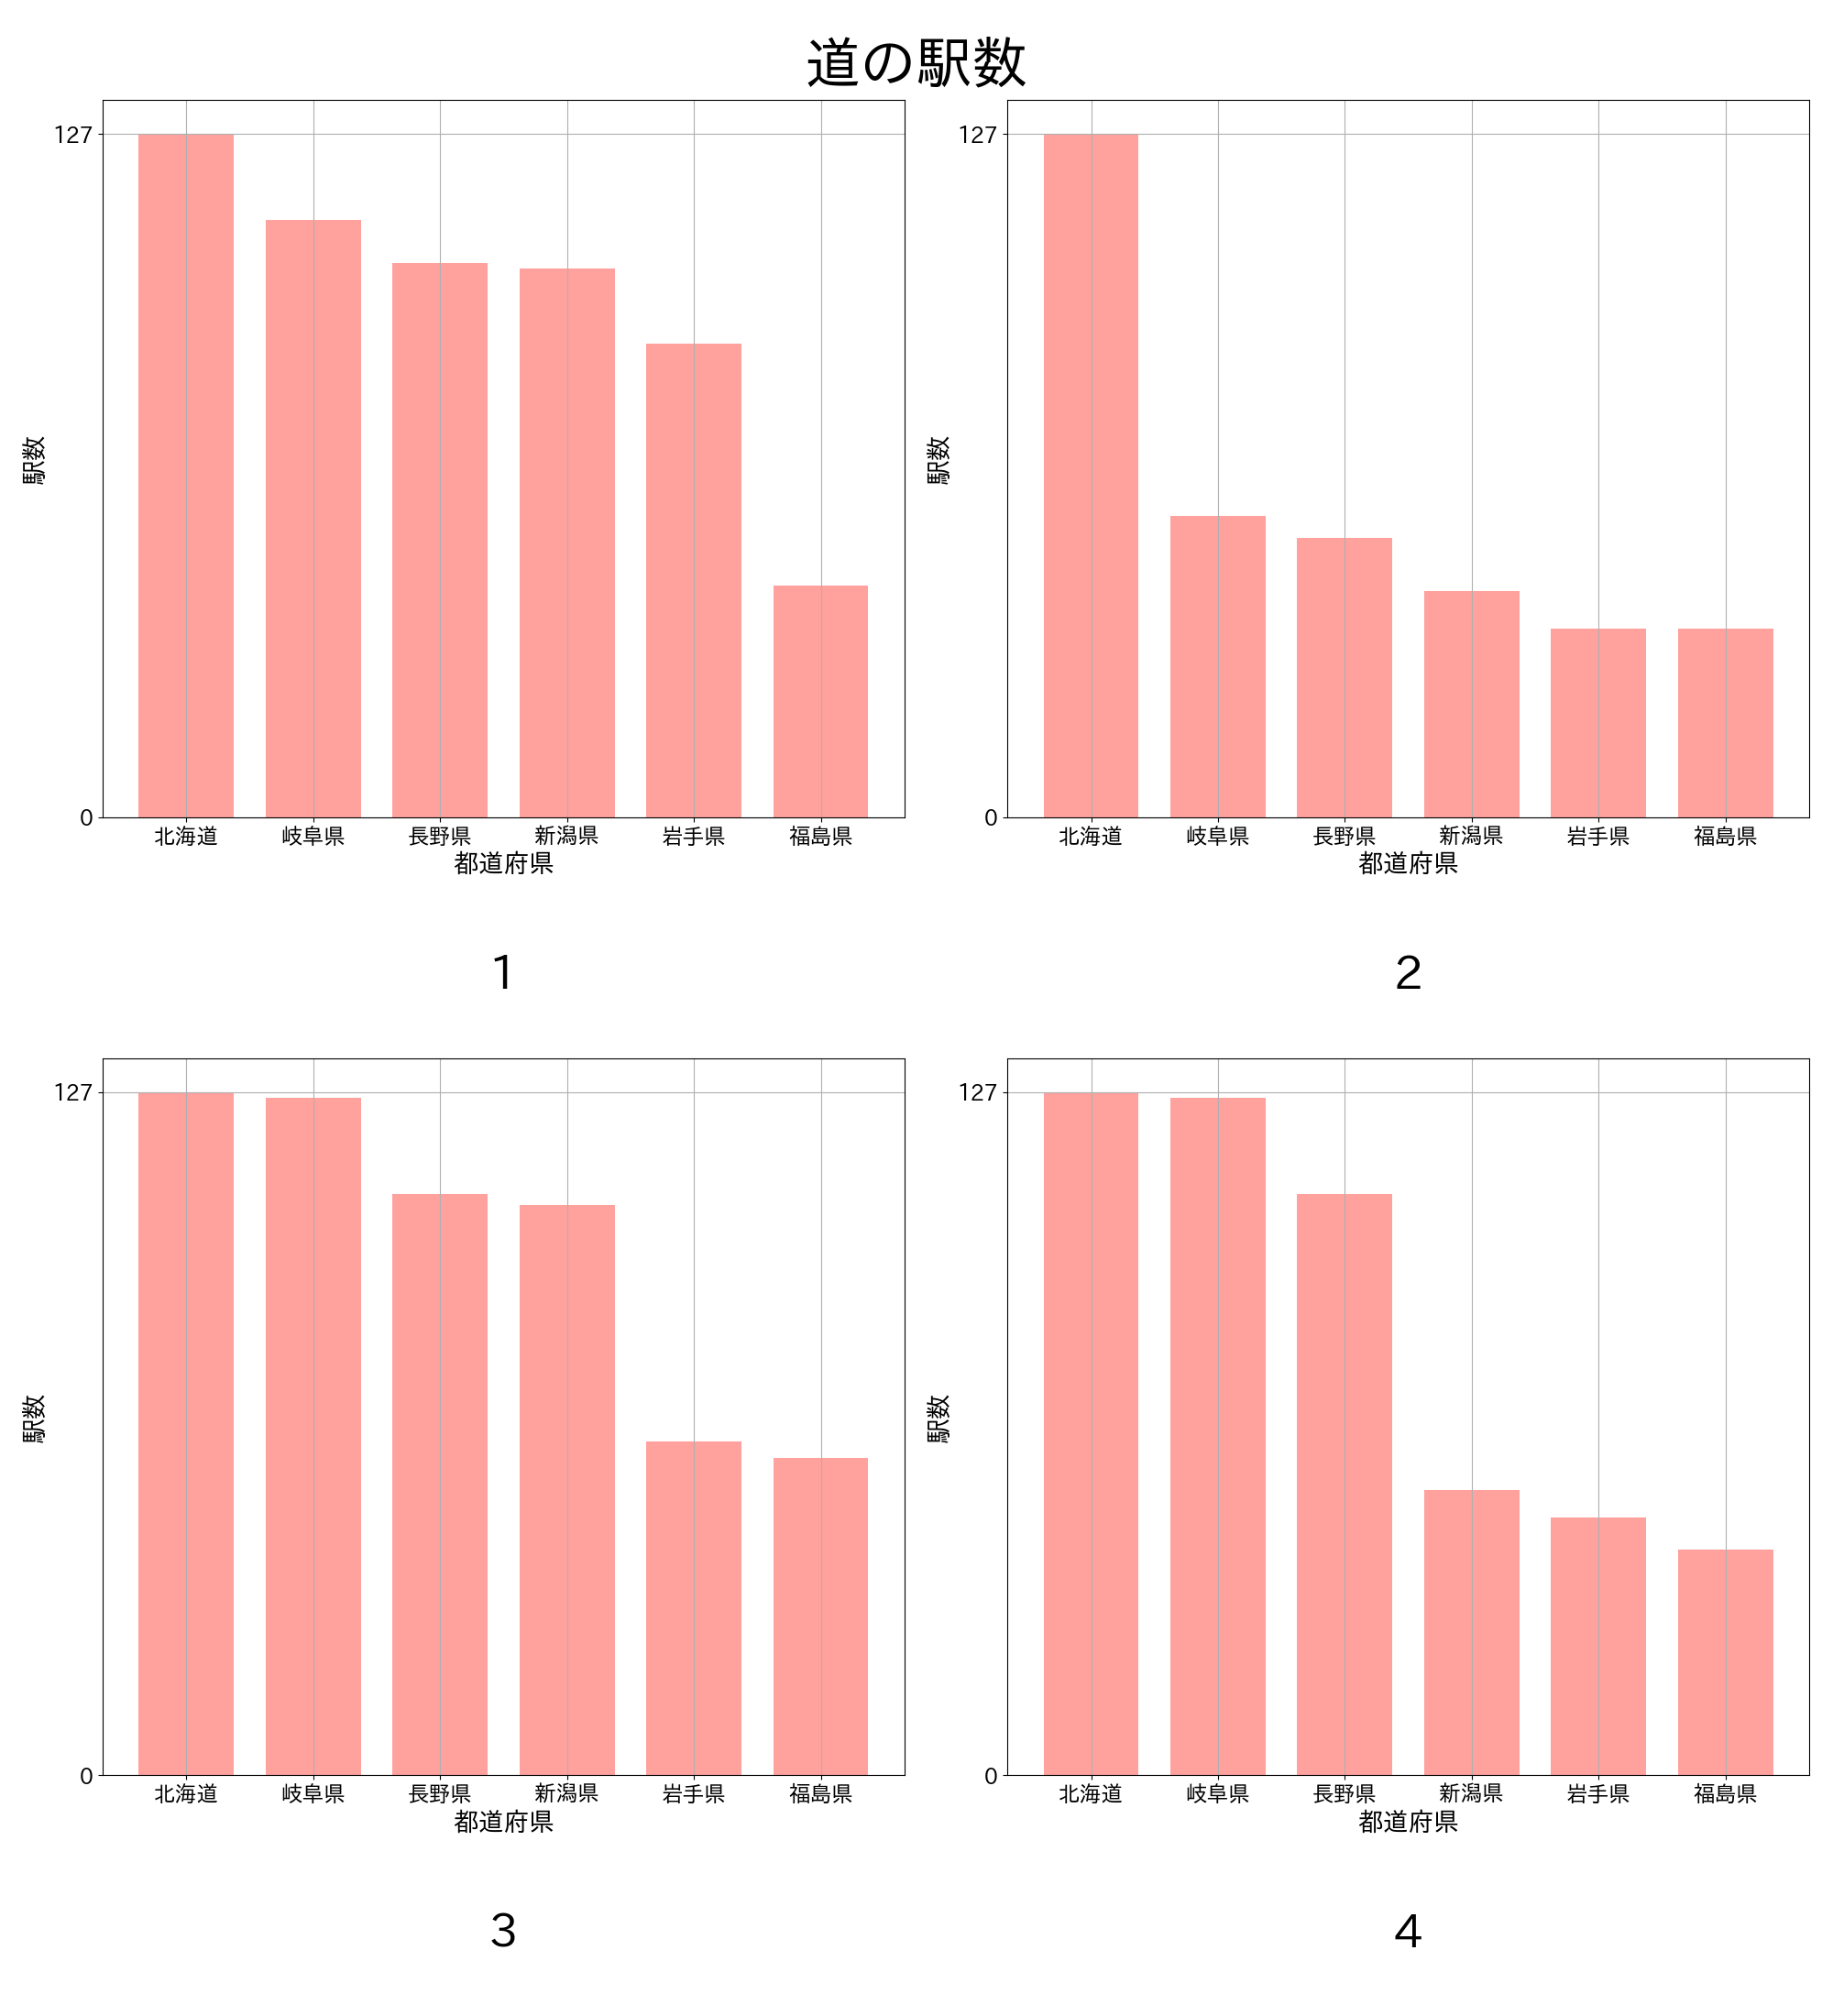 道の駅数
127
0
駅数
北海道 岐阜県 長野県 新潟県 岩手県 福島県
都道府県
1
127
0
駅数
北海道 岐阜県 長野県 新潟県 岩手県 福島県
都道府県
2
127
0
駅数
北海道 岐阜県 長野県 新潟県 岩手県 福島県
都道府県
3
127
0
駅数
北海道 岐阜県 長野県 新潟県 岩手県 福島県
都道府県
4